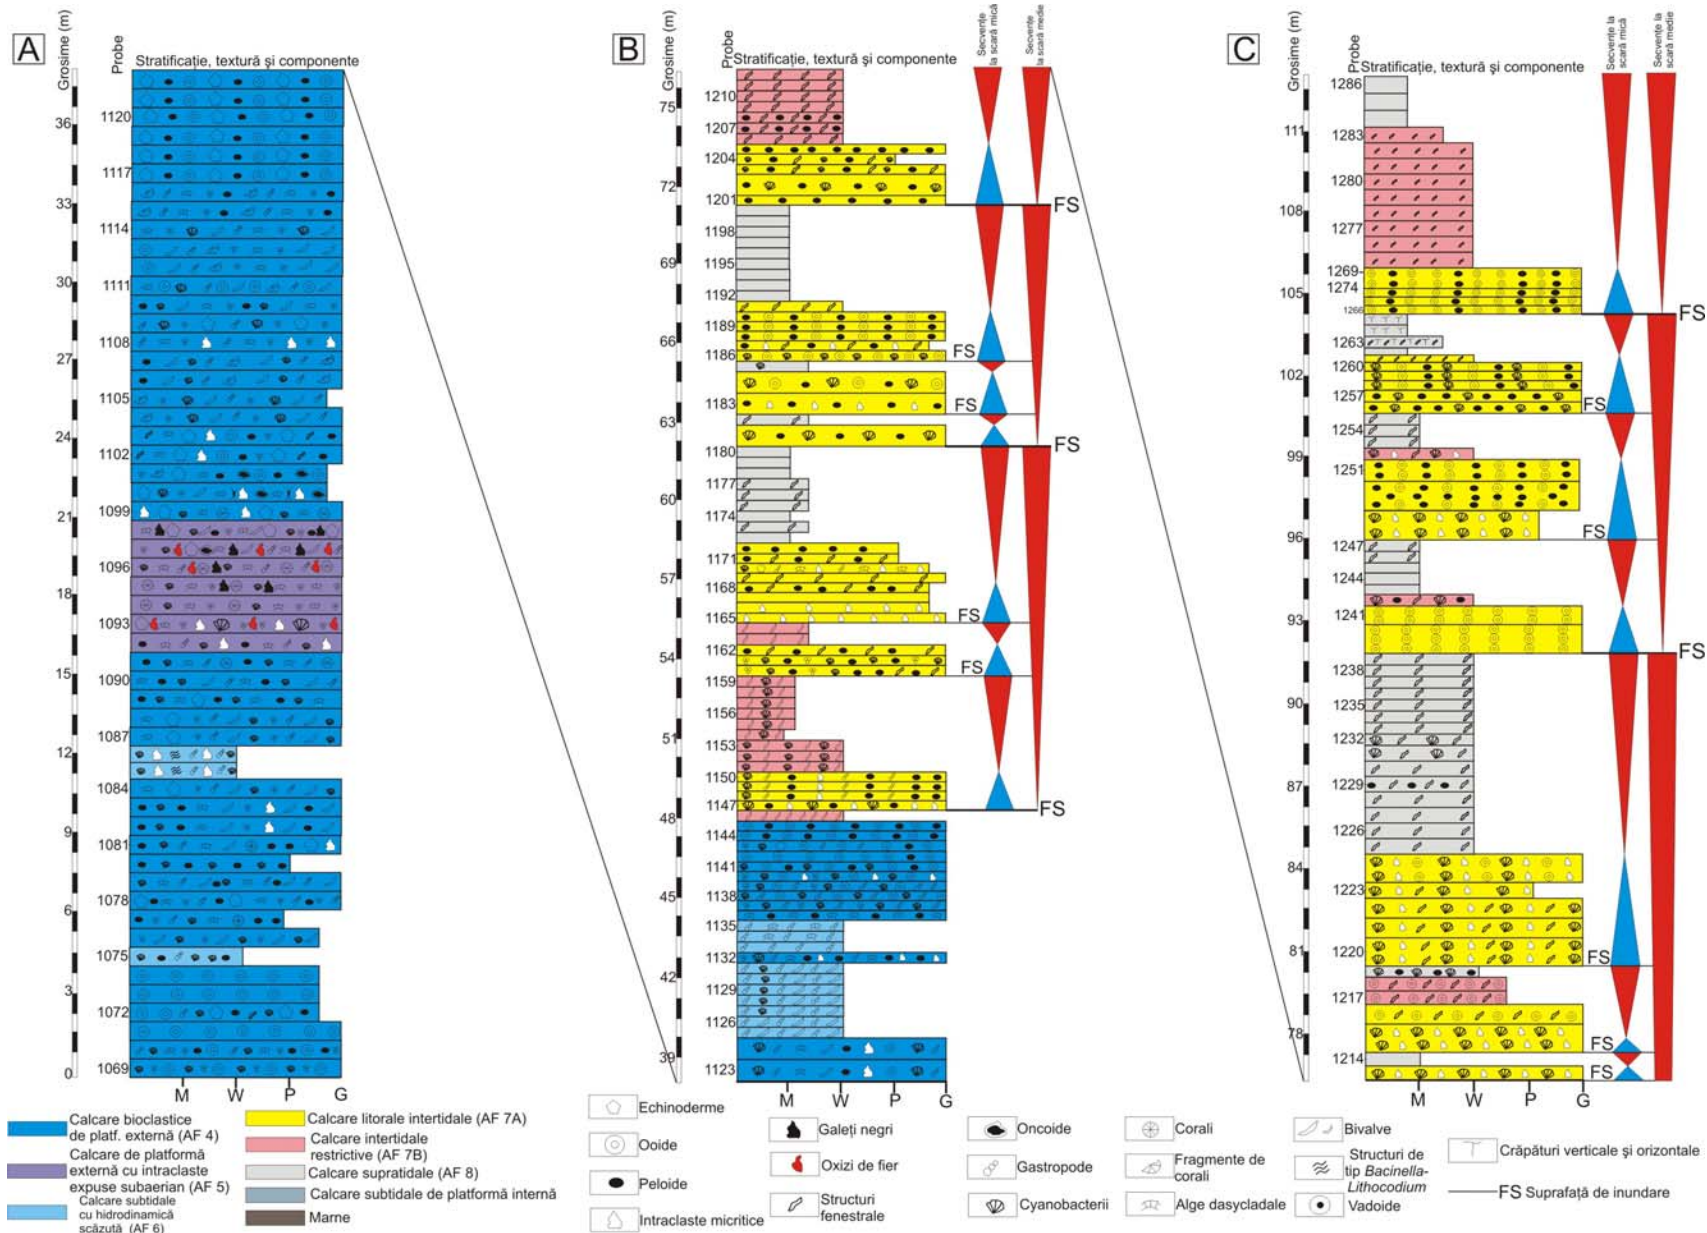 A
Grosime (m)
Probe
Stratificație, textură și componente
36
33
30
27
24
21
18
15
12
9
6
3
0
1120
1117
1114
1111
1108
1105
1102
1099
1096
1093
1090
1087
1084
1081
1078
1075
1072
1069
M W P G
B
Grosime (m)
Probe
Stratificație, textură și componente
Secvențe
la scară mică
Secvențe
la scară medie
75
72
69
66
63
60
57
54
51
48
45
42
39
1210
1207
1204
1201
1198
1195
1192
1189
1186
1183
1180
1177
1174
1171
1168
1165
1162
1159
1156
1153
1150
1147
1144
1141
1138
1135
1132
1129
1126
1123
FS
FS
FS
FS
FS
FS
FS
M W P G
C
Grosime (m)
Probe
Stratificație, textură și componente
Secvențe la
scară mică
Secvențe la
scară medie
111
108
105
102
99
96
93
90
87
84
81
78
1286
1283
1280
1277
1269
1274
1266
1263
1260
1257
1254
1251
1247
1244
1241
1238
1235
1232
1229
1226
1223
1220
1217
1214
FS
FS
FS
FS
FS
FS
FS
M W P G
Calcare bioclastice
de platf. externă (AF 4)
Calcare de platformă
externă cu intraclaste
expuse subaerian (AF 5)
Calcare subtidale
cu hidrodinamică
scăzută (AF 6)
Calcare litorale intertidale (AF 7A)
Calcare intertidale
restrictive (AF 7B)
Calcare supratidale (AF 8)
Calcare subtidale de platformă internă
Marne
Echinoderme
Ooide
Peloide
Intraclaste micritice
Galeți negri
Oxizi de fier
Structuri
fenestrale
Oncoide
Gastropode
Cyanobacterii
Corali
Fragmente de
corali
Alge dasycladale
Bivalve
Structuri de
tip Bacinella-
Lithocodium
Vadoide
Crăpături verticale și orizontale
FS Suprafață de inundare